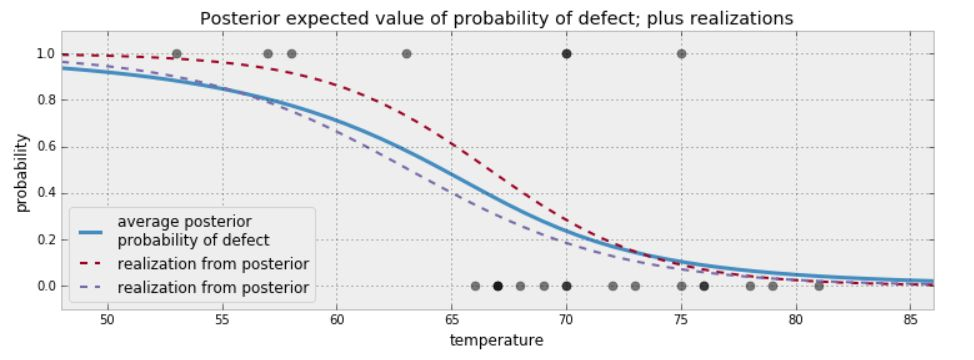 Posterior expected value of probability of defect; plus realizations
1.0
0.8
0.6
0.4
0.2
0.0
probability
average posterior
probability of defect
realization from posterior
realization from posterior
50 55 60 65 70 75 80 85
temperature